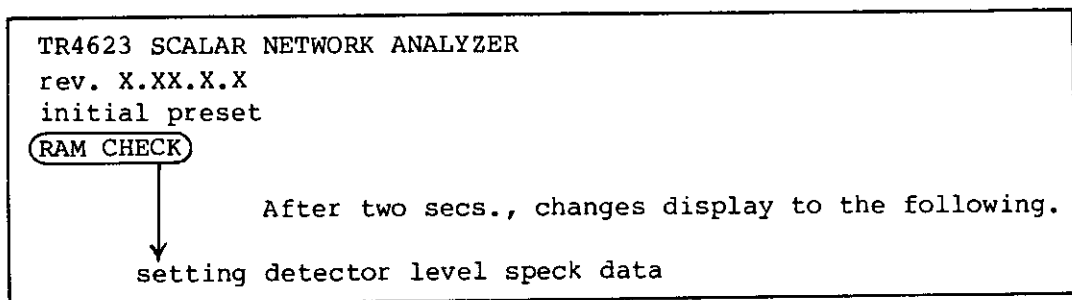 TR4623 SCALAR NETWORK ANALYZER
rev. X.XX.X.X
initial preset
RAM CHECK
After two secs., changes display to the following.
setting detector level speck data